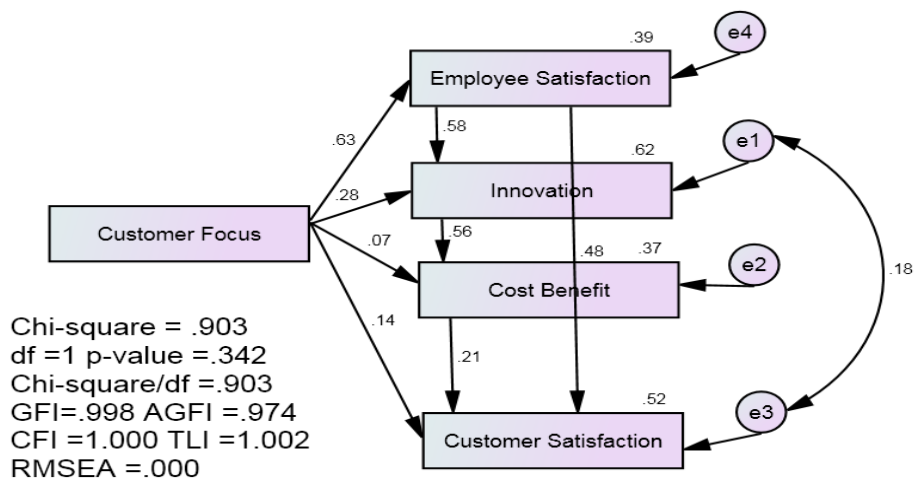 .39
e4
Employee Satisfaction
.63
.58
.62
e1
Innovation
.28
.56
Customer Focus
.07
.48
.37
e2
Cost Benefit
.18
.14
.21
.52
e3
Customer Satisfaction
Chi-square = .903
df =1 p-value =.342
Chi-square/df =.903
GFI=.998 AGFI =.974
CFI =1.000 TLI =1.002
RMSEA =.000